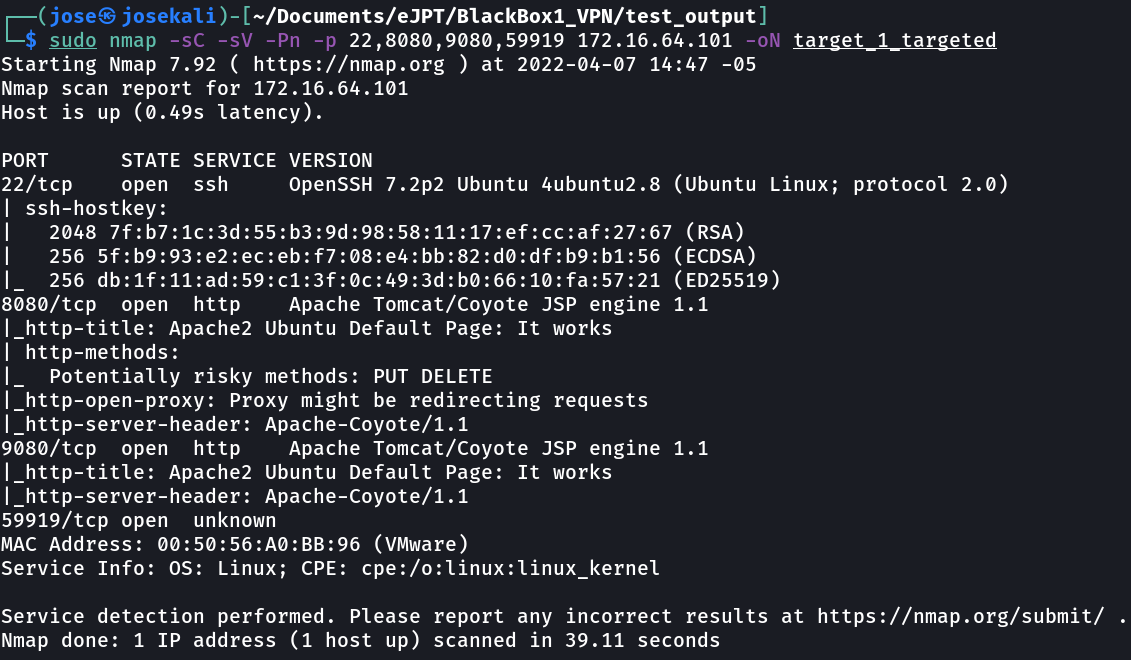 ┌──(jose㉿josekali)-[~/Documents/eJPT/BlackBox1_VPN/test_output]
└─$ sudo nmap -sC -sV -Pn -p 22,8080,9080,59919 172.16.64.101 -oN target_1_targeted
Starting Nmap 7.92 ( https://nmap.org ) at 2022-04-07 14:47 -05
Nmap scan report for 172.16.64.101
Host is up (0.49s latency).

PORT      STATE SERVICE VERSION
22/tcp    open  ssh     OpenSSH 7.2p2 Ubuntu 4ubuntu2.8 (Ubuntu Linux; protocol 2.0)
| ssh-hostkey:
|   2048 7f:b7:1c:3d:55:b3:9d:98:58:11:17:ef:cc:af:27:67 (RSA)
|   256 5f:b9:93:e2:ec:eb:f7:08:e4:bb:82:d0:df:b9:b1:56 (ECDSA)
|_  256 db:1f:11:ad:59:c1:3f:0c:49:3d:b0:66:10:fa:57:21 (ED25519)
8080/tcp  open  http    Apache Tomcat/Coyote JSP engine 1.1
|_http-title: Apache2 Ubuntu Default Page: It works
| http-methods:
|_  Potentially risky methods: PUT DELETE
|_http-open-proxy: Proxy might be redirecting requests
|_http-server-header: Apache-Coyote/1.1
9080/tcp  open  http    Apache Tomcat/Coyote JSP engine 1.1
|_http-title: Apache2 Ubuntu Default Page: It works
|_http-server-header: Apache-Coyote/1.1
59919/tcp open  unknown
MAC Address: 00:50:56:A0:BB:96 (VMware)
Service Info: OS: Linux; CPE: cpe:/o:linux:linux_kernel

Service detection performed. Please report any incorrect results at https://nmap.org/submit/ .
Nmap done: 1 IP address (1 host up) scanned in 39.11 seconds